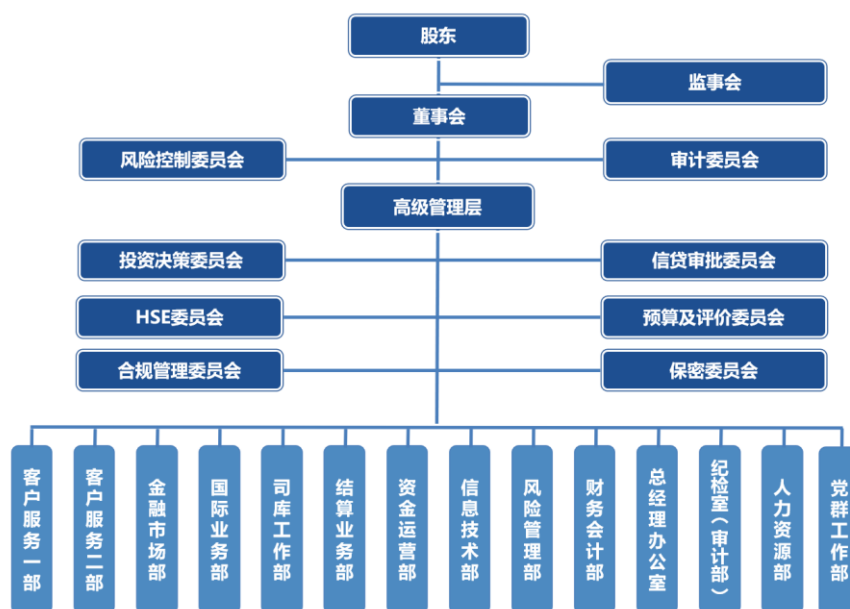 股东
监事会
董事会
风险控制委员会
审计委员会
高级管理层
投资决策委员会
信贷审批委员会
HSE委员会
预算及评价委员会
合规管理委员会
保密委员会
客户服务一部
客户服务二部
金融市场部
国际业务部
司库工作部
结算业务部
资金运营部
信息技术部
风险管理部
财务会计部
总经理办公室
纪检室（审计部）
人力资源部
党群工作部